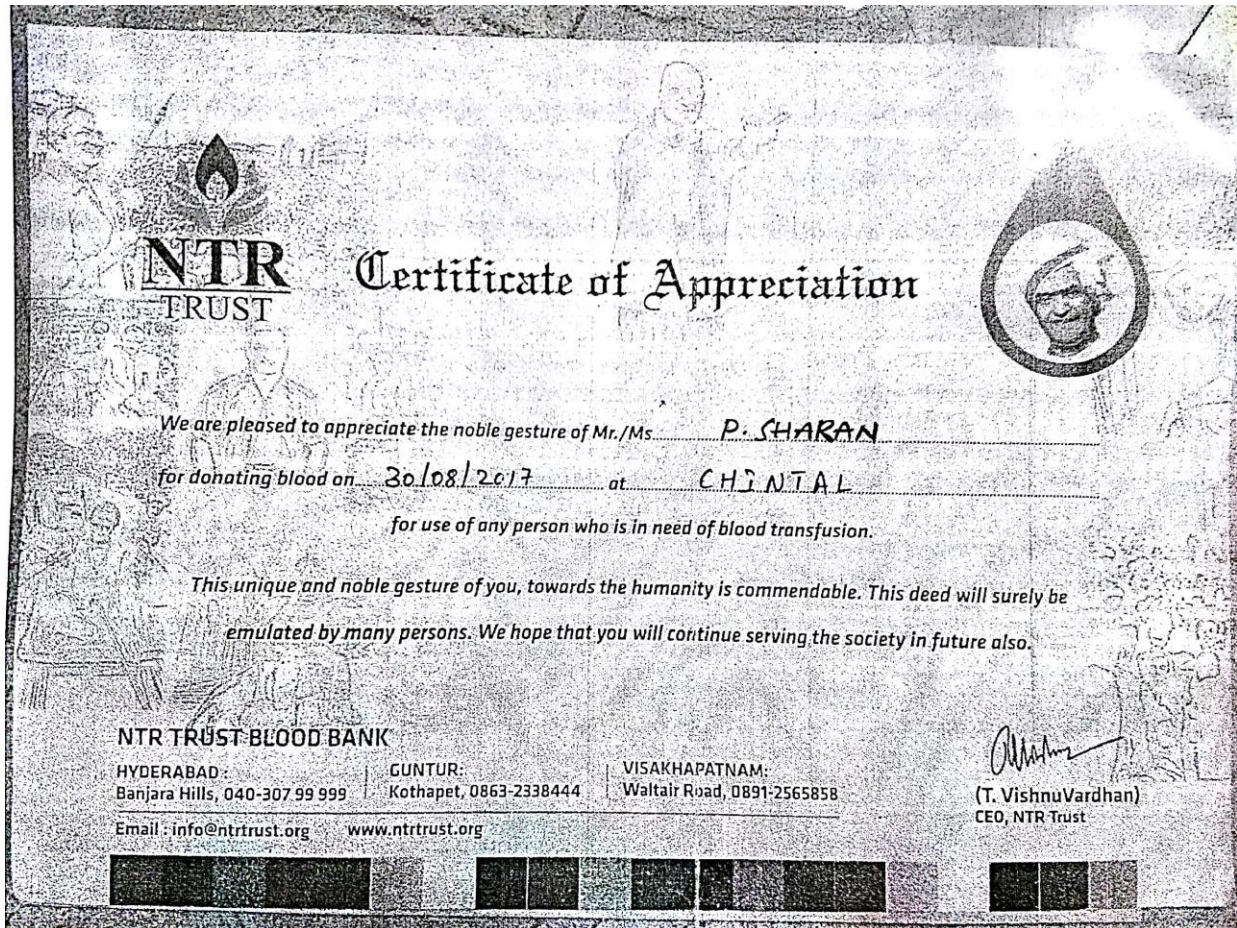 NTR
TRUST
Certificate of Appreciation
We are pleased to appreciate the noble gesture of Mr./Ms. P. SHARAN
for donating blood on 30/08/2017 at CHINTAL
for use of any person who is in need of blood transfusion.
This unique and noble gesture of you, towards the humanity is commendable. This deed will surely be
emulated by many persons. We hope that you will continue serving the society in future also.
NTR TRUST BLOOD BANK
HYDERABAD:
Banjara Hills, 040-307 99 999
GUNTUR:
Kothapet, 0863-2338444
VISAKHAPATNAM:
Waltair Road, 0891-2565858
Email : info@ntrtrust.org www.ntrtrust.org
(T. VishnuVardhan)
CEO, NTR Trust